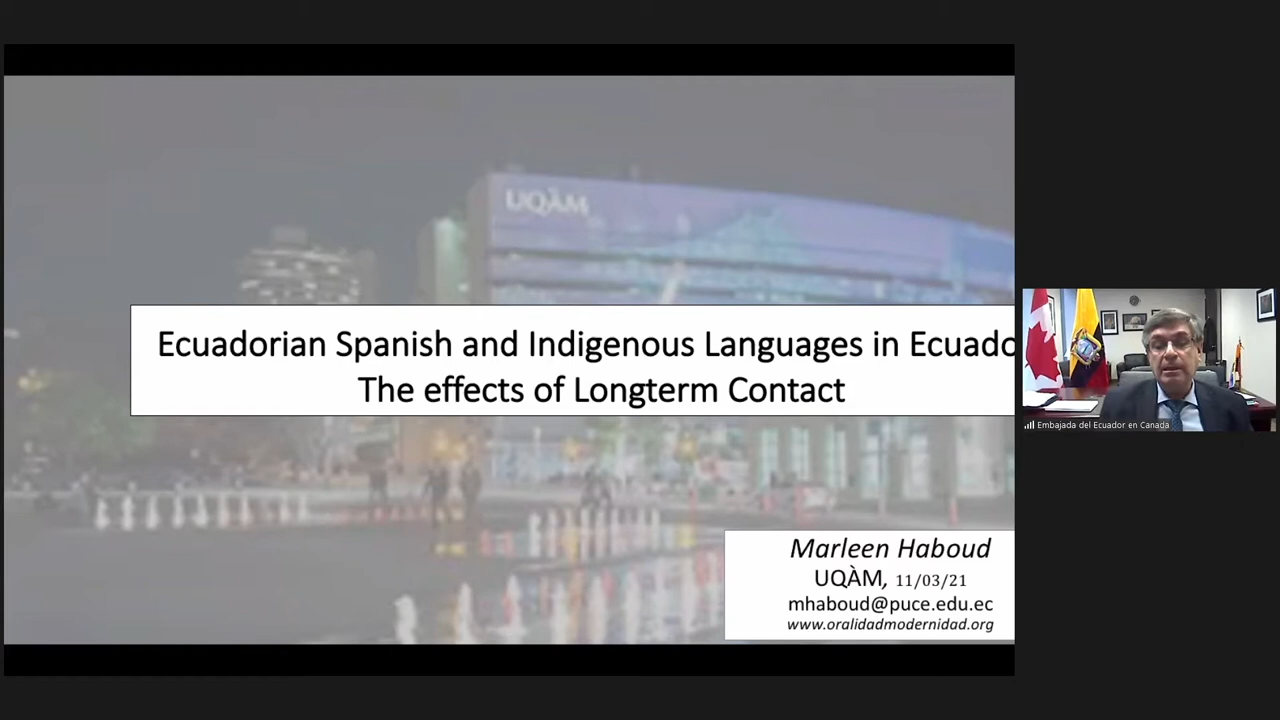 UQÀM
Ecuadorian Spanish and Indigenous Languages in Ecuado
The effects of Longterm Contact
Marleen Haboud
UQÀM, 11/03/21
mhaboud@puce.edu.ec
www.oralidadmodernidad.org
Embajada del Ecuador en Canada